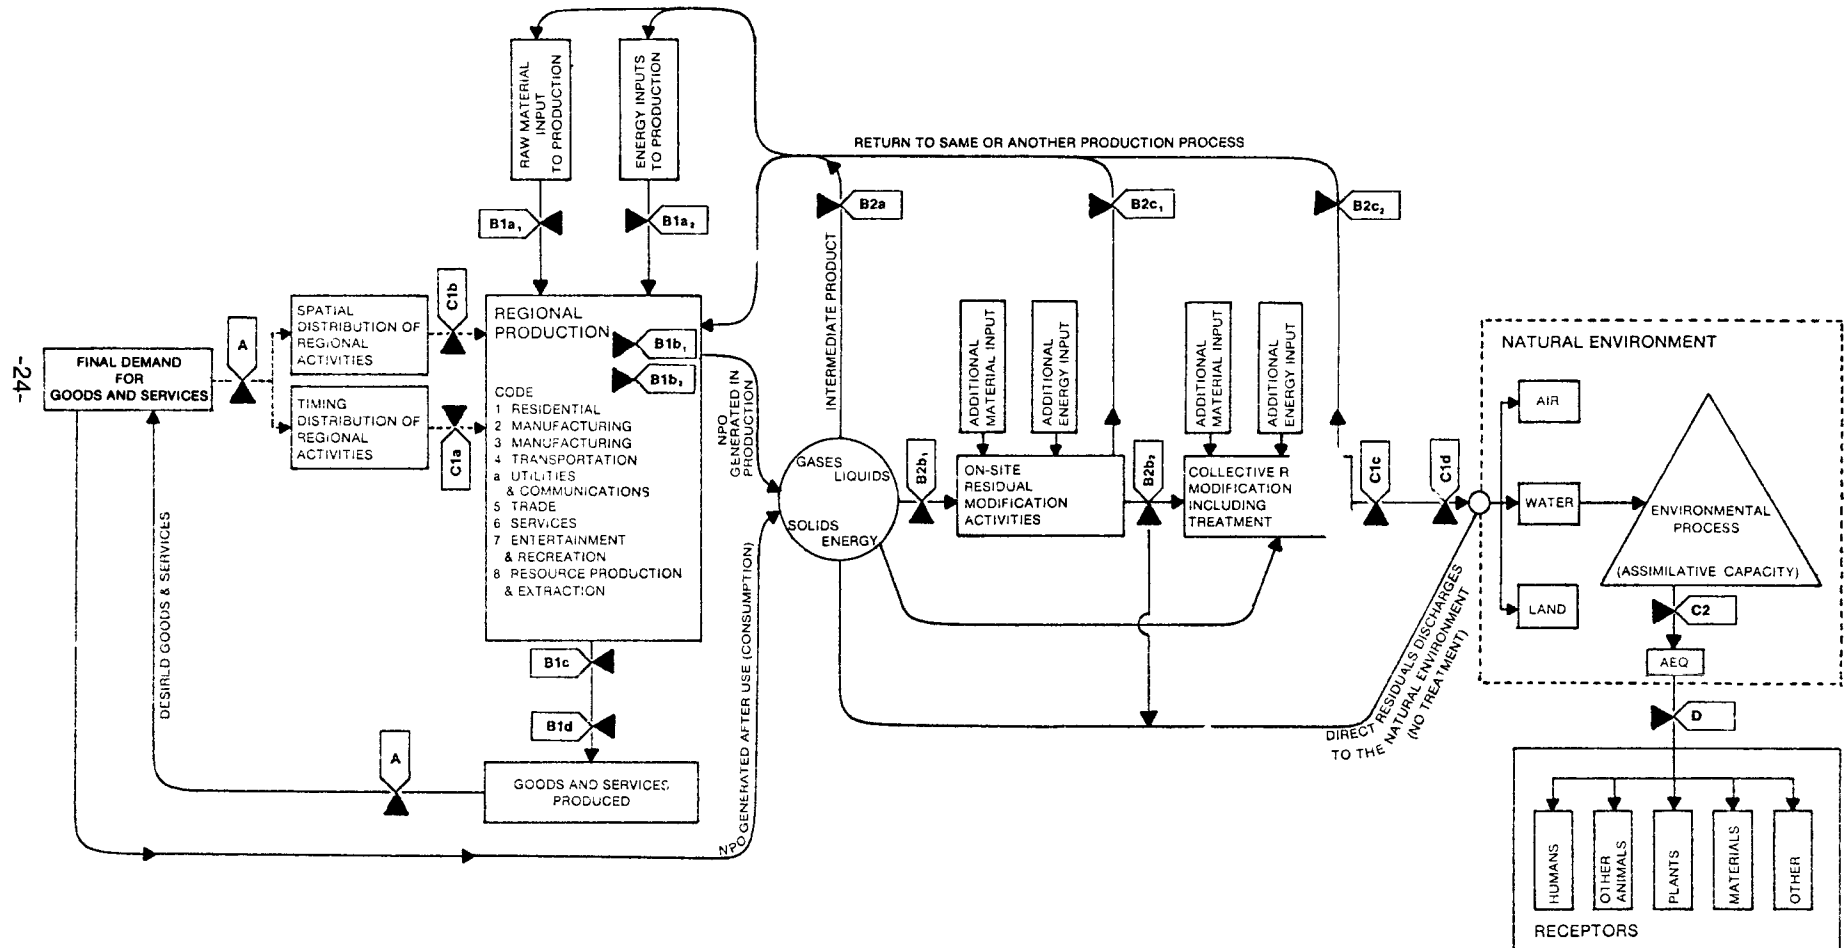 RAW MATERIAL
INPUT
TO PRODUCTION
ENERGY INPUTS
TO PRODUCTION
RETURN TO SAME OR ANOTHER PRODUCTION PROCESS
B1a₁
B1a₂
B2a
B2c₁
B2c₂
-24-
FINAL DEMAND
FOR
GOODS AND SERVICES
A
SPATIAL
DISTRIBUTION OF
REGIONAL
ACTIVITIES
C1b
TIMING
DISTRIBUTION OF
REGIONAL
ACTIVITIES
C1a
REGIONAL
PRODUCTION
B1b₁
B1b₂
CODE
1 RESIDENTIAL
2 MANUFACTURING
3 MANUFACTURING
4 TRANSPORTATION
a UTILITIES
& COMMUNICATIONS
5 TRADE
6 SERVICES
7 ENTERTAINMENT
& RECREATION
8 RESOURCE PRODUCTION
& EXTRACTION
NPO
GENERATED IN
PRODUCTION
INTERMEDIATE PRODUCT
GASES
LIQUIDS
SOLIDS
ENERGY
B2b₁
ADDITIONAL
MATERIAL INPUT
ADDITIONAL
ENERGY INPUT
ON-SITE
RESIDUAL
MODIFICATION
ACTIVITIES
B2b₂
ADDITIONAL
MATERIAL INPUT
ADDITIONAL
ENERGY INPUT
COLLECTIVE R
MODIFICATION
INCLUDING
TREATMENT
C1c
C1d
NATURAL ENVIRONMENT
AIR
WATER
LAND
ENVIRONMENTAL
PROCESS
(ASSIMILATIVE CAPACITY)
C2
AEQ
D
DIRECT RESIDUALS DISCHARGES
TO THE NATURAL ENVIRONMENT
(NO TREATMENT)
DESIRLD GOODS & SERVICES
B1c
B1d
A
GOODS AND SERVICES
PRODUCED
NPO GENERATED AFTER USE (CONSUMPTION)
HUMANS
OTHER
ANIMALS
PLANTS
MATERIALS
OTHER
RECEPTORS